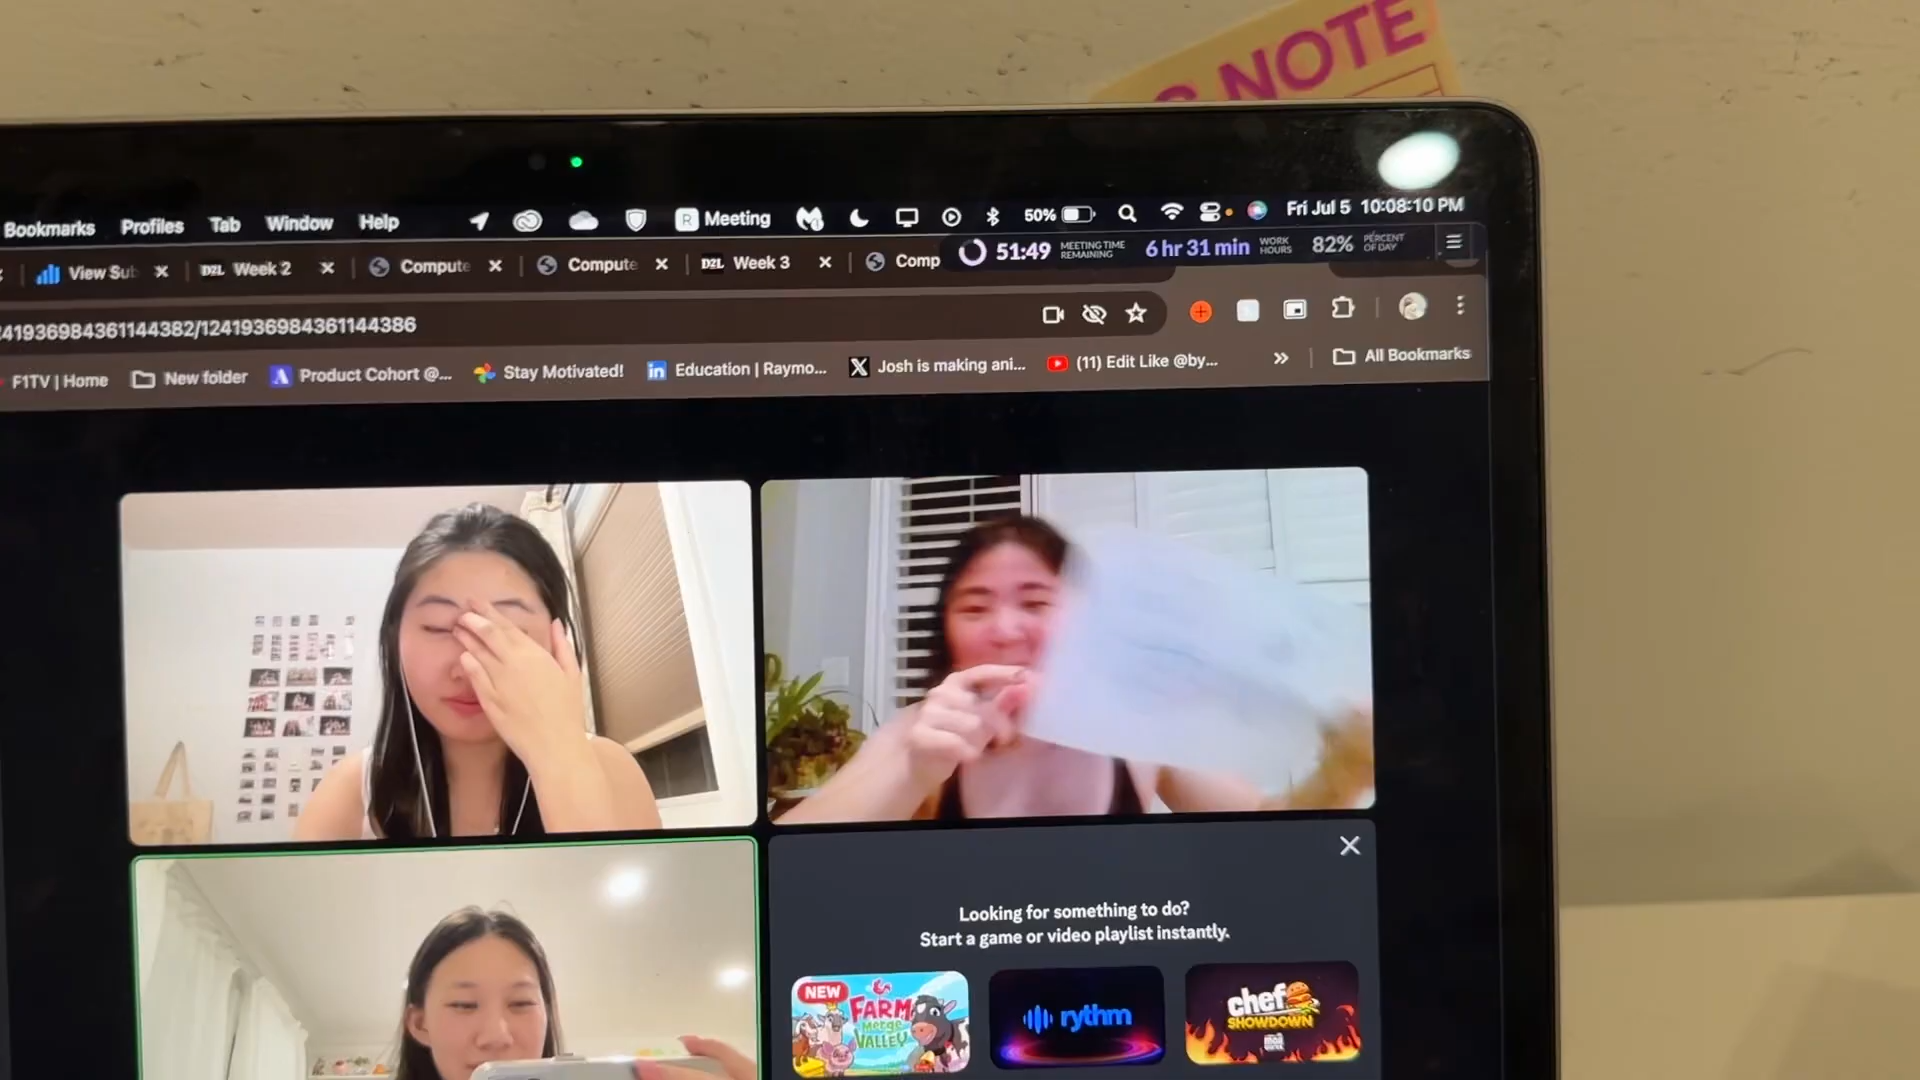 S NOTE
Bookmarks Profiles Tab Window Help R Meeting 50% Fri Jul 5 10:08:10 PM
51:49 MEETING TIME REMAINING 6 hr 31 min WORK HOURS 82% PERCENT OF DAY
View Sub D2L Week 2 Compute Compute D2L Week 3 Comp
41936984361144382/1241936984361144386
F1TV | Home New folder Product Cohort @... Stay Motivated! in Education | Raymo... X Josh is making ani... (11) Edit Like @by... All Bookmarks
Looking for something to do?
Start a game or video playlist instantly.
NEW
FARM
Merge
VALLEY
rythm
chef
SHOWDOWN